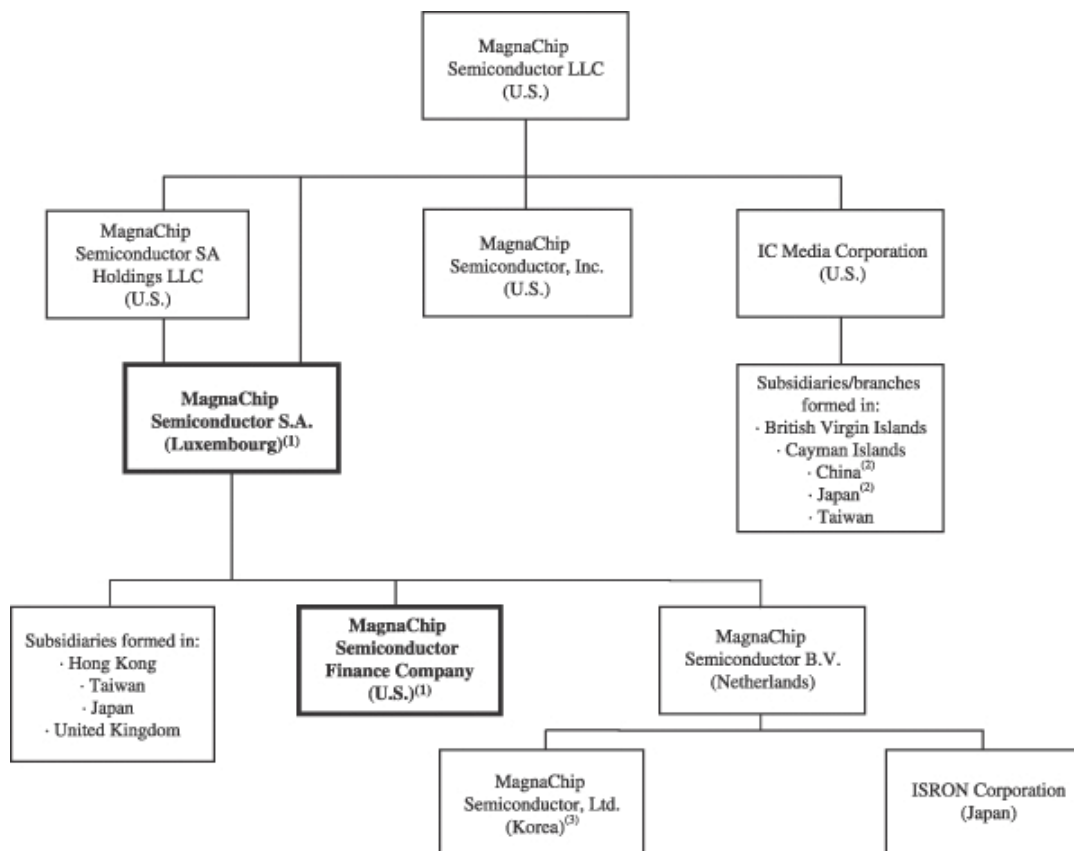 MagnaChip
Semiconductor LLC
(U.S.)
MagnaChip
Semiconductor SA
Holdings LLC
(U.S.)
MagnaChip
Semiconductor, Inc.
(U.S.)
IC Media Corporation
(U.S.)
MagnaChip
Semiconductor S.A.
(Luxembourg)(1)
Subsidiaries/branches
formed in:
· British Virgin Islands
· Cayman Islands
· China(2)
· Japan(2)
· Taiwan
Subsidiaries formed in:
· Hong Kong
· Taiwan
· Japan
· United Kingdom
MagnaChip
Semiconductor
Finance Company
(U.S.)(1)
MagnaChip
Semiconductor B.V.
(Netherlands)
MagnaChip
Semiconductor, Ltd.
(Korea)(3)
ISRON Corporation
(Japan)